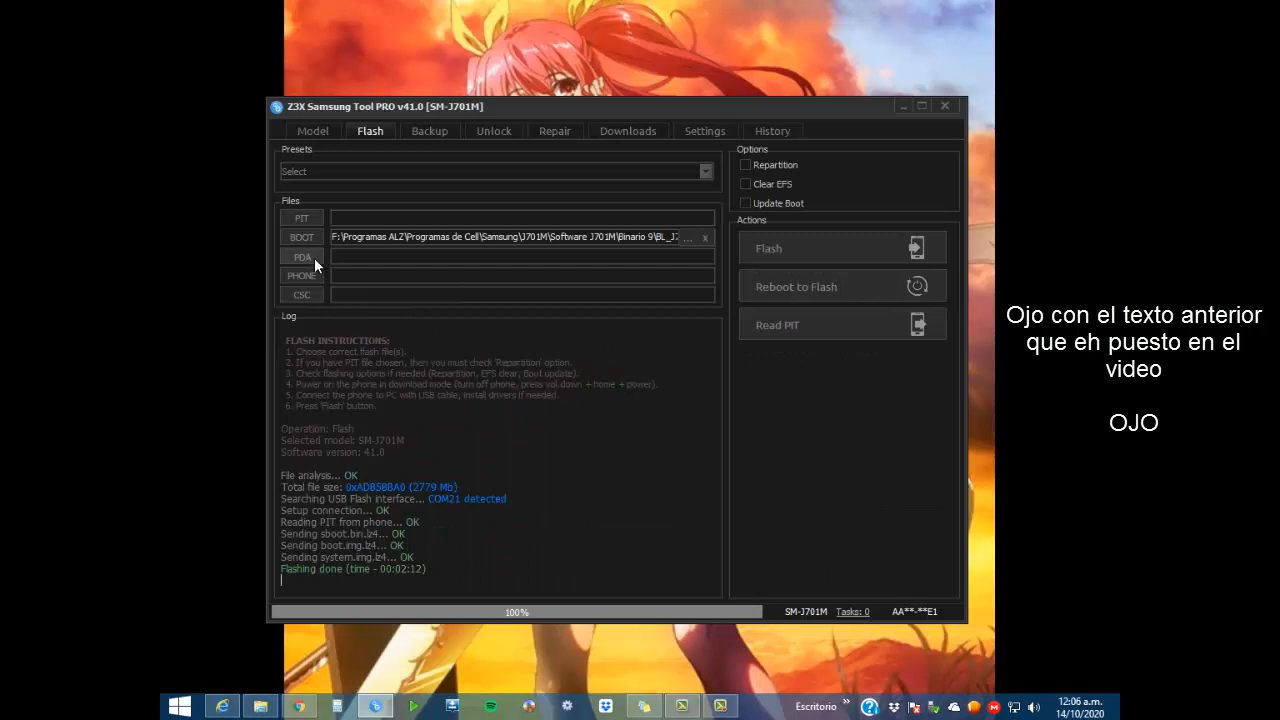 Z3X Samsung Tool PRO v41.0 [SM-J701M]
Model Flash Backup Unlock Repair Downloads Settings History
Presets
Select
Files
PIT
BOOT F:\Programas ALZ\Programas de Cell\Samsung\J701M\Software J701M\Binario 9\BL_J7 ... x
PDA
PHONE
CSC
Options
Repartition
Clear EFS
Update Boot
Actions
Flash
Reboot to Flash
Read PIT
Log
FLASH INSTRUCTIONS:
1. Choose correct flash file(s).
2. If you have PIT file chosen, then you must check 'Repartition' option.
3. Check flashing options if needed (Repartition, EFS clear, Boot update).
4. Power on the phone in download mode (turn off phone, press vol down + home + power).
5. Connect the phone to PC with USB cable, install drivers if needed.
6. Press 'Flash' button.
Operation: Flash
Selected model: SM-J701M
Software version: 41.0
File analysis... OK
Total file size: 0xADB5BBA0 (2779 Mb)
Searching USB Flash interface... COM21 detected
Setup connection... OK
Reading PIT from phone... OK
Sending sboot.bin.lz4... OK
Sending boot.img.lz4... OK
Sending system.img.lz4... OK
Flashing done (time - 00:02:12)
100%
SM-J701M Tasks: 0 AA**-**E1
Ojo con el texto anterior
que eh puesto en el
video
OJO
Escritorio »
12:06 a.m.
14/10/2020